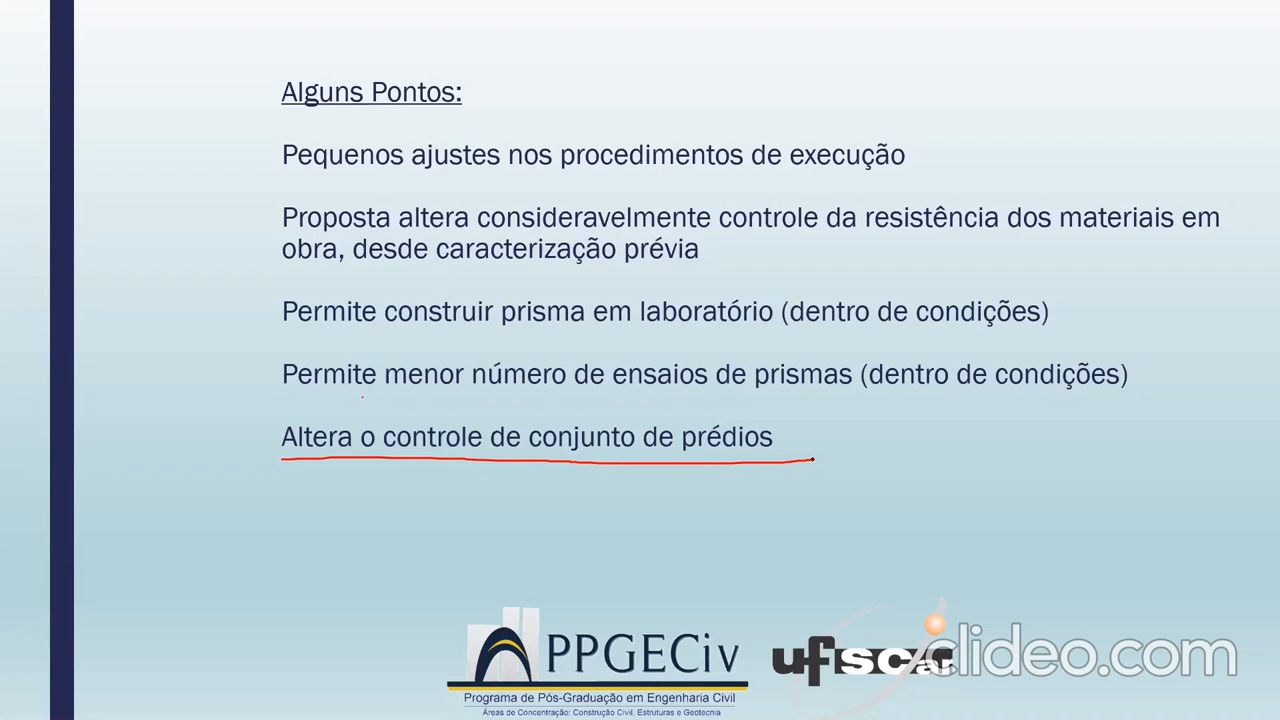 Alguns Pontos:
Pequenos ajustes nos procedimentos de execução
Proposta altera consideravelmente controle da resistência dos materiais em
obra, desde caracterização prévia
Permite construir prisma em laboratório (dentro de condições)
Permite menor número de ensaios de prismas (dentro de condições)
Altera o controle de conjunto de prédios
PPGECiv
Programa de Pós-Graduação em Engenharia Civil
Áreas de Concentração: Construção Civil, Estruturas e Geotecnia
ufscar
clideo.com